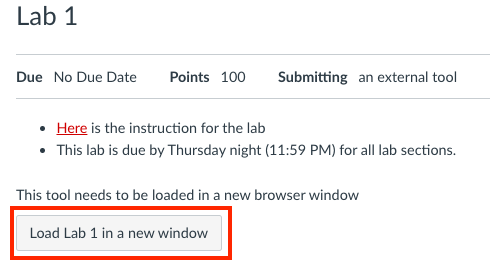 Lab 1
Due No Due Date Points 100 Submitting an external tool
• Here is the instruction for the lab
• This lab is due by Thursday night (11:59 PM) for all lab sections.
This tool needs to be loaded in a new browser window
Load Lab 1 in a new window